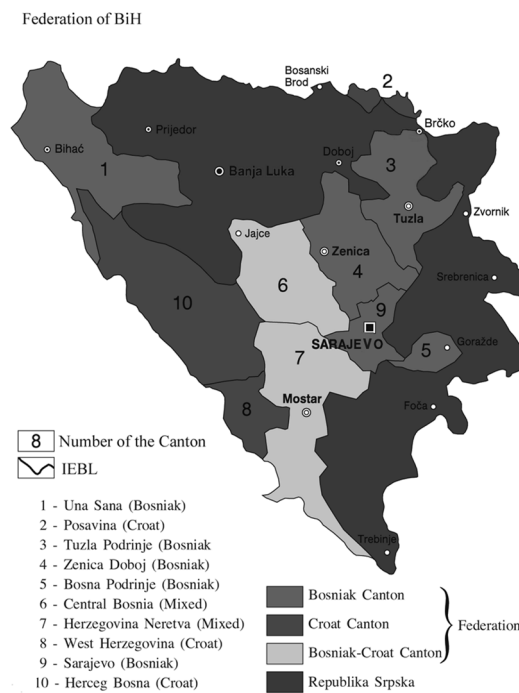 Federation of BiH
Bosanski
Brod
2
Brčko
Prijedor
Bihać
Doboj
1
Banja Luka
3
Tuzla
Zvornik
Jajce
Zenica
4
Srebrenica
6
10
9
SARAJEVO
7
5
Goražde
Mostar
8
Foča
8 Number of the Canton
IEBL
Trebinje
1 - Una Sana (Bosniak)
2 - Posavina (Croat)
3 - Tuzla Podrinje (Bosniak
4 - Zenica Doboj (Bosniak)
5 - Bosna Podrinje (Bosniak)
6 - Central Bosnia (Mixed)
7 - Herzegovina Neretva (Mixed)
8 - West Herzegovina (Croat)
9 - Sarajevo (Bosniak)
10 - Herceg Bosna (Croat)
Bosniak Canton
Croat Canton
Bosniak-Croat Canton
Federation
Republika Srpska